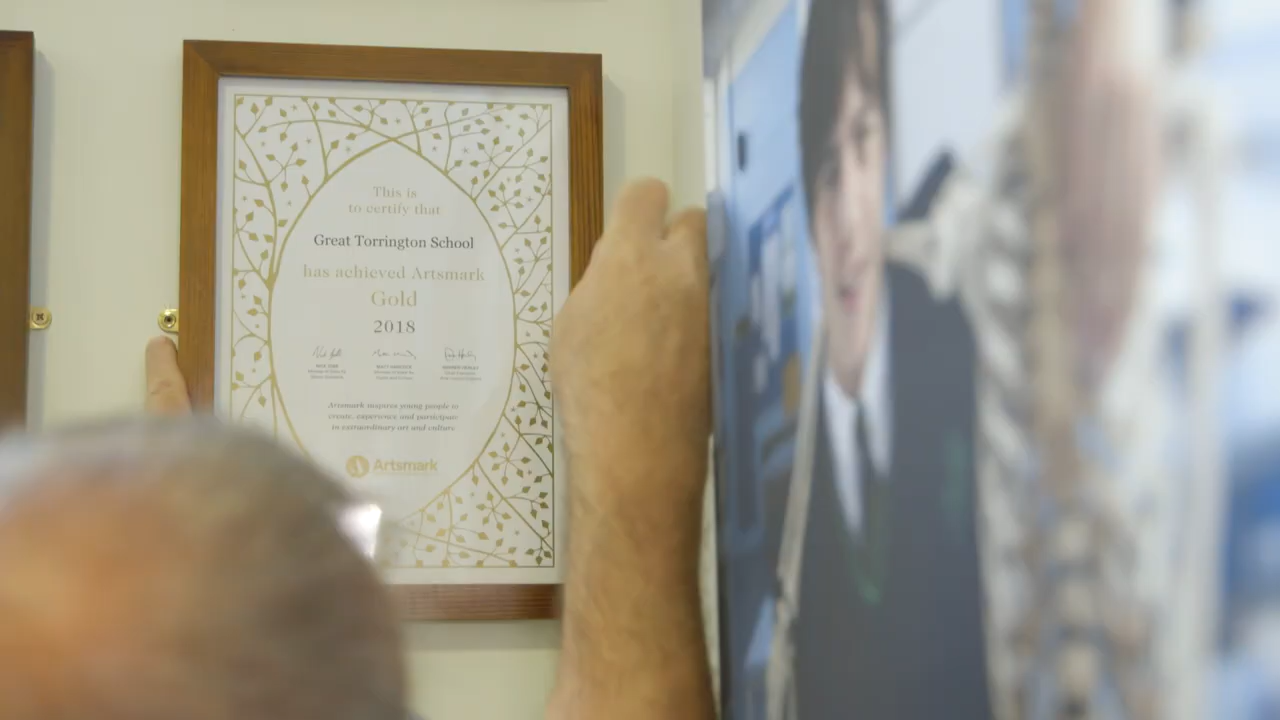 This is
to certify that
Great Torrington School
has achieved Artsmark
Gold
2018
Artsmark inspires young people to
create, experience and participate
in extraordinary art and culture
Artsmark